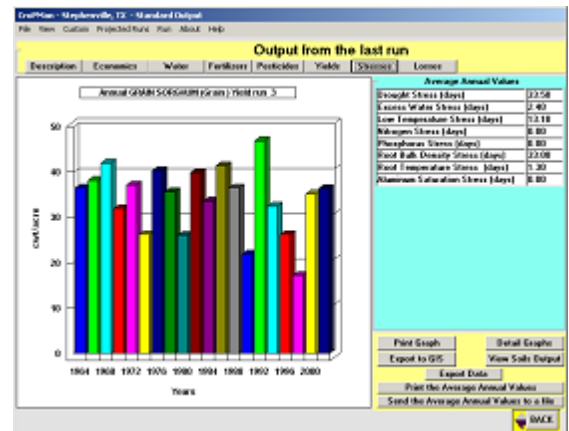 CroPMan - Stephenville, TX - Standard Output
File View Custom Projected Runs Run About Help
Output from the last run
Description Economics Water Fertilizers Pesticides Yields Stresses Losses
Annual GRAIN SORGHUM (Grain) Yield run 3
Average Annual Values
Drought Stress (days) 33.50
Excess Water Stress (days) 2.40
Low Temperature Stress (days) 13.10
Nitrogen Stress (days) 0.00
Phosphorus Stress (days) 0.00
Root Bulk Density Stress (days) 33.00
Root Temperature Stress (days) 1.30
Aluminum Saturation Stress (days) 0.00
50
40
30
20
10
0
cwt/acre
1964 1968 1972 1976 1980 1984 1988 1992 1996 2000
Years
Print Graph Detail Graphs
Export to GIS View Soils Output
Export Data
Print the Average Annual Values
Send the Average Annual Values to a file
BACK